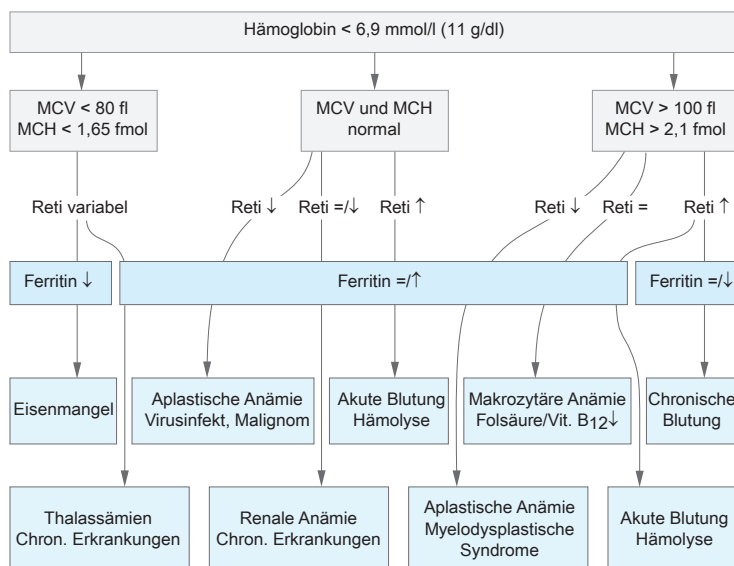 Hämoglobin < 6,9 mmol/l (11 g/dl)
MCV < 80 fl
MCH < 1,65 fmol
MCV und MCH
normal
MCV > 100 fl
MCH > 2,1 fmol
Reti variabel
Reti ↓
Reti =/↓
Reti ↑
Reti ↓
Reti =
Reti ↑
Ferritin ↓
Ferritin =/↑
Ferritin =/↓
Eisenmangel
Aplastische Anämie
Virusinfekt, Malignom
Akute Blutung
Hämolyse
Makrozytäre Anämie
Folsäure/Vit. B12↓
Chronische
Blutung
Thalassämien
Chron. Erkrankungen
Renale Anämie
Chron. Erkrankungen
Aplastische Anämie
Myelodysplastische
Syndrome
Akute Blutung
Hämolyse